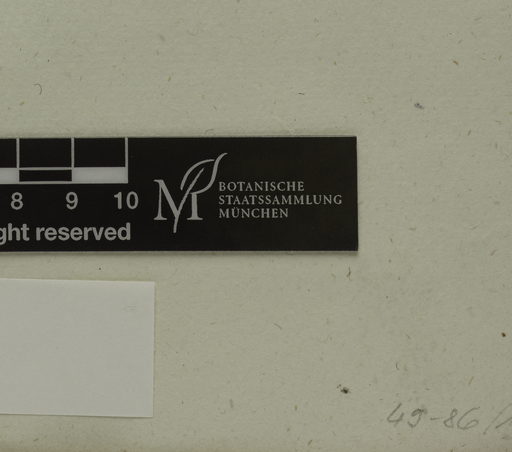 8 9 10
BOTANISCHE
STAATSSAMMLUNG
MÜNCHEN
ght reserved
49-86/